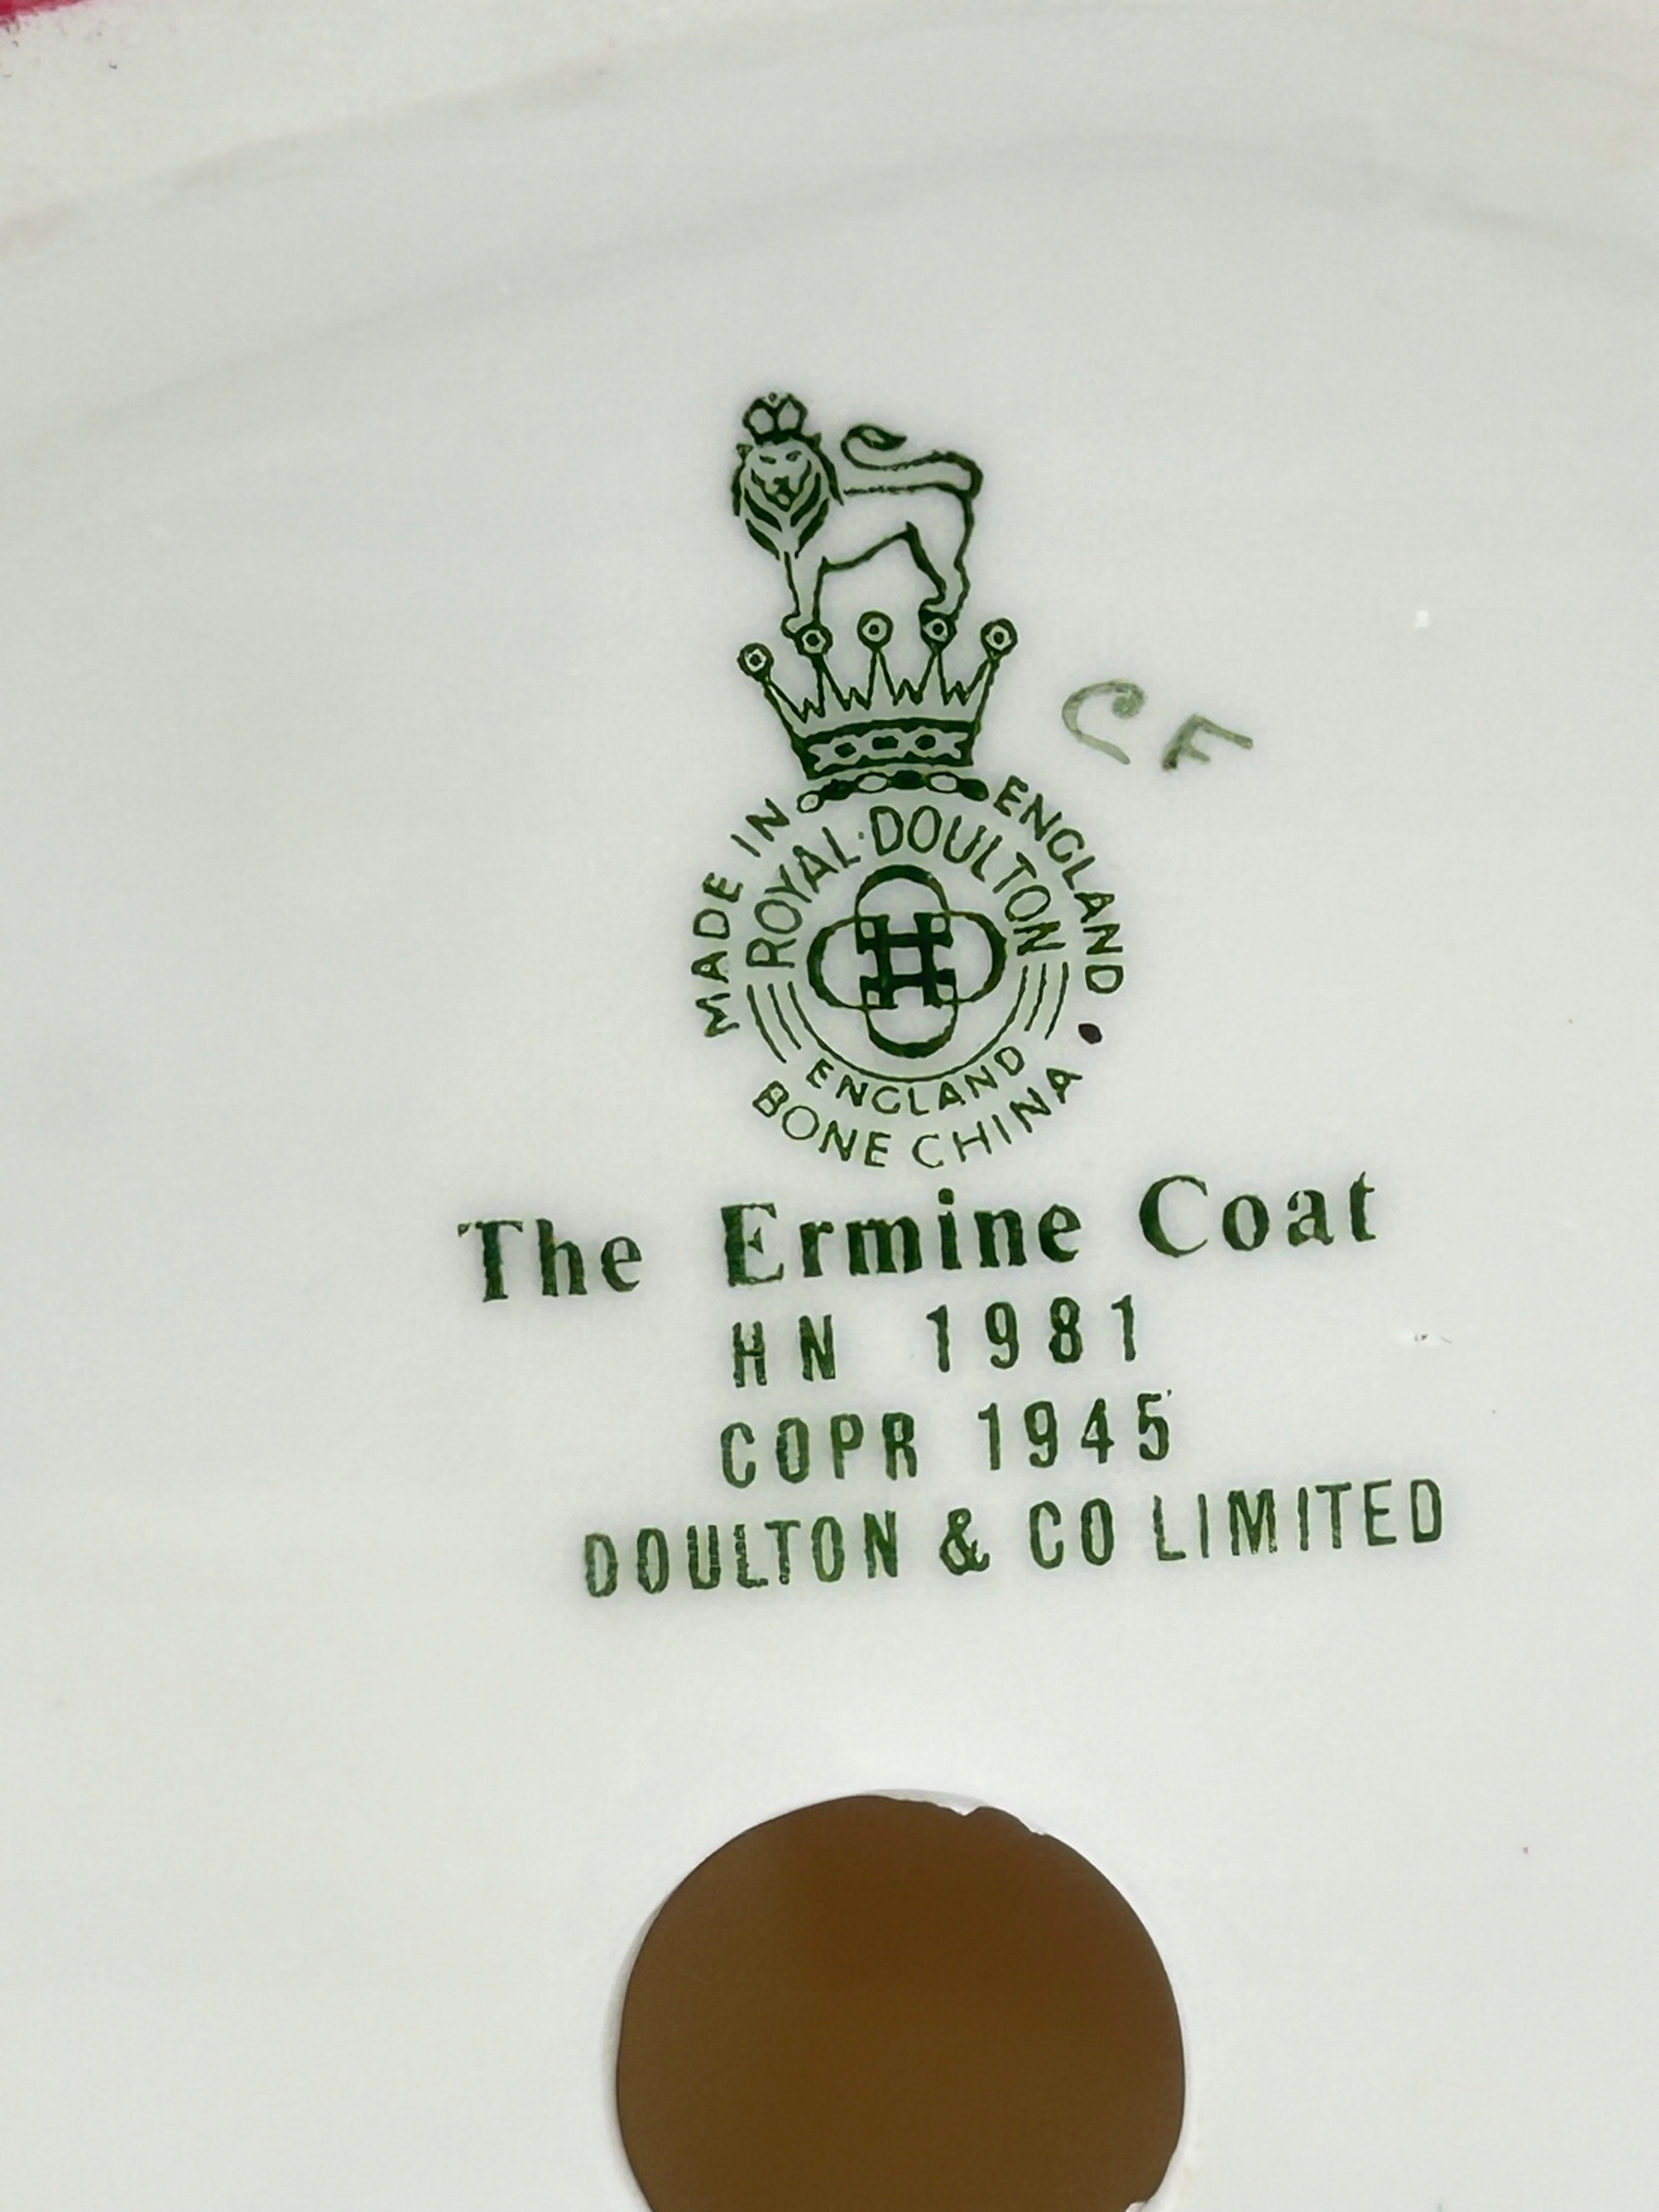 CF
MADE IN ENGLAND
ROYAL·DOULTON
ENGLAND
BONE CHINA
The Ermine Coat
HN 1981
COPR 1945
DOULTON & CO LIMITED